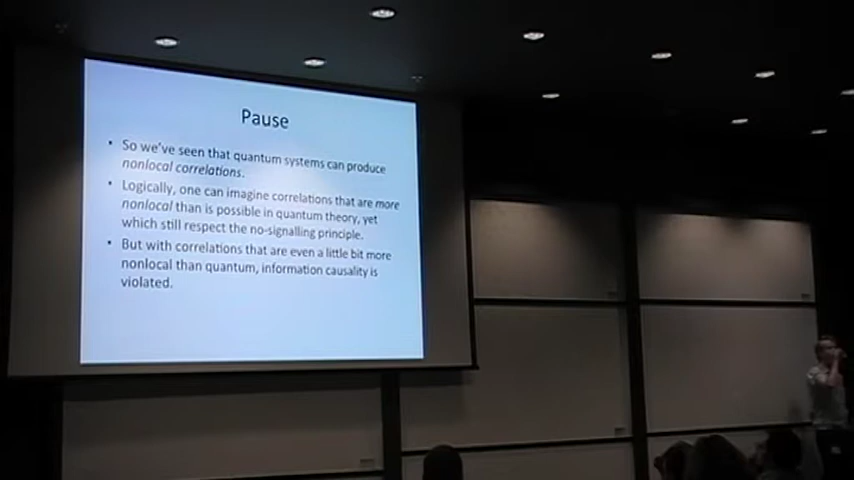 Pause
• So we've seen that quantum systems can produce
nonlocal correlations.
• Logically, one can imagine correlations that are more
nonlocal than is possible in quantum theory, yet
which still respect the no-signalling principle.
• But with correlations that are even a little bit more
nonlocal than quantum, information causality is
violated.